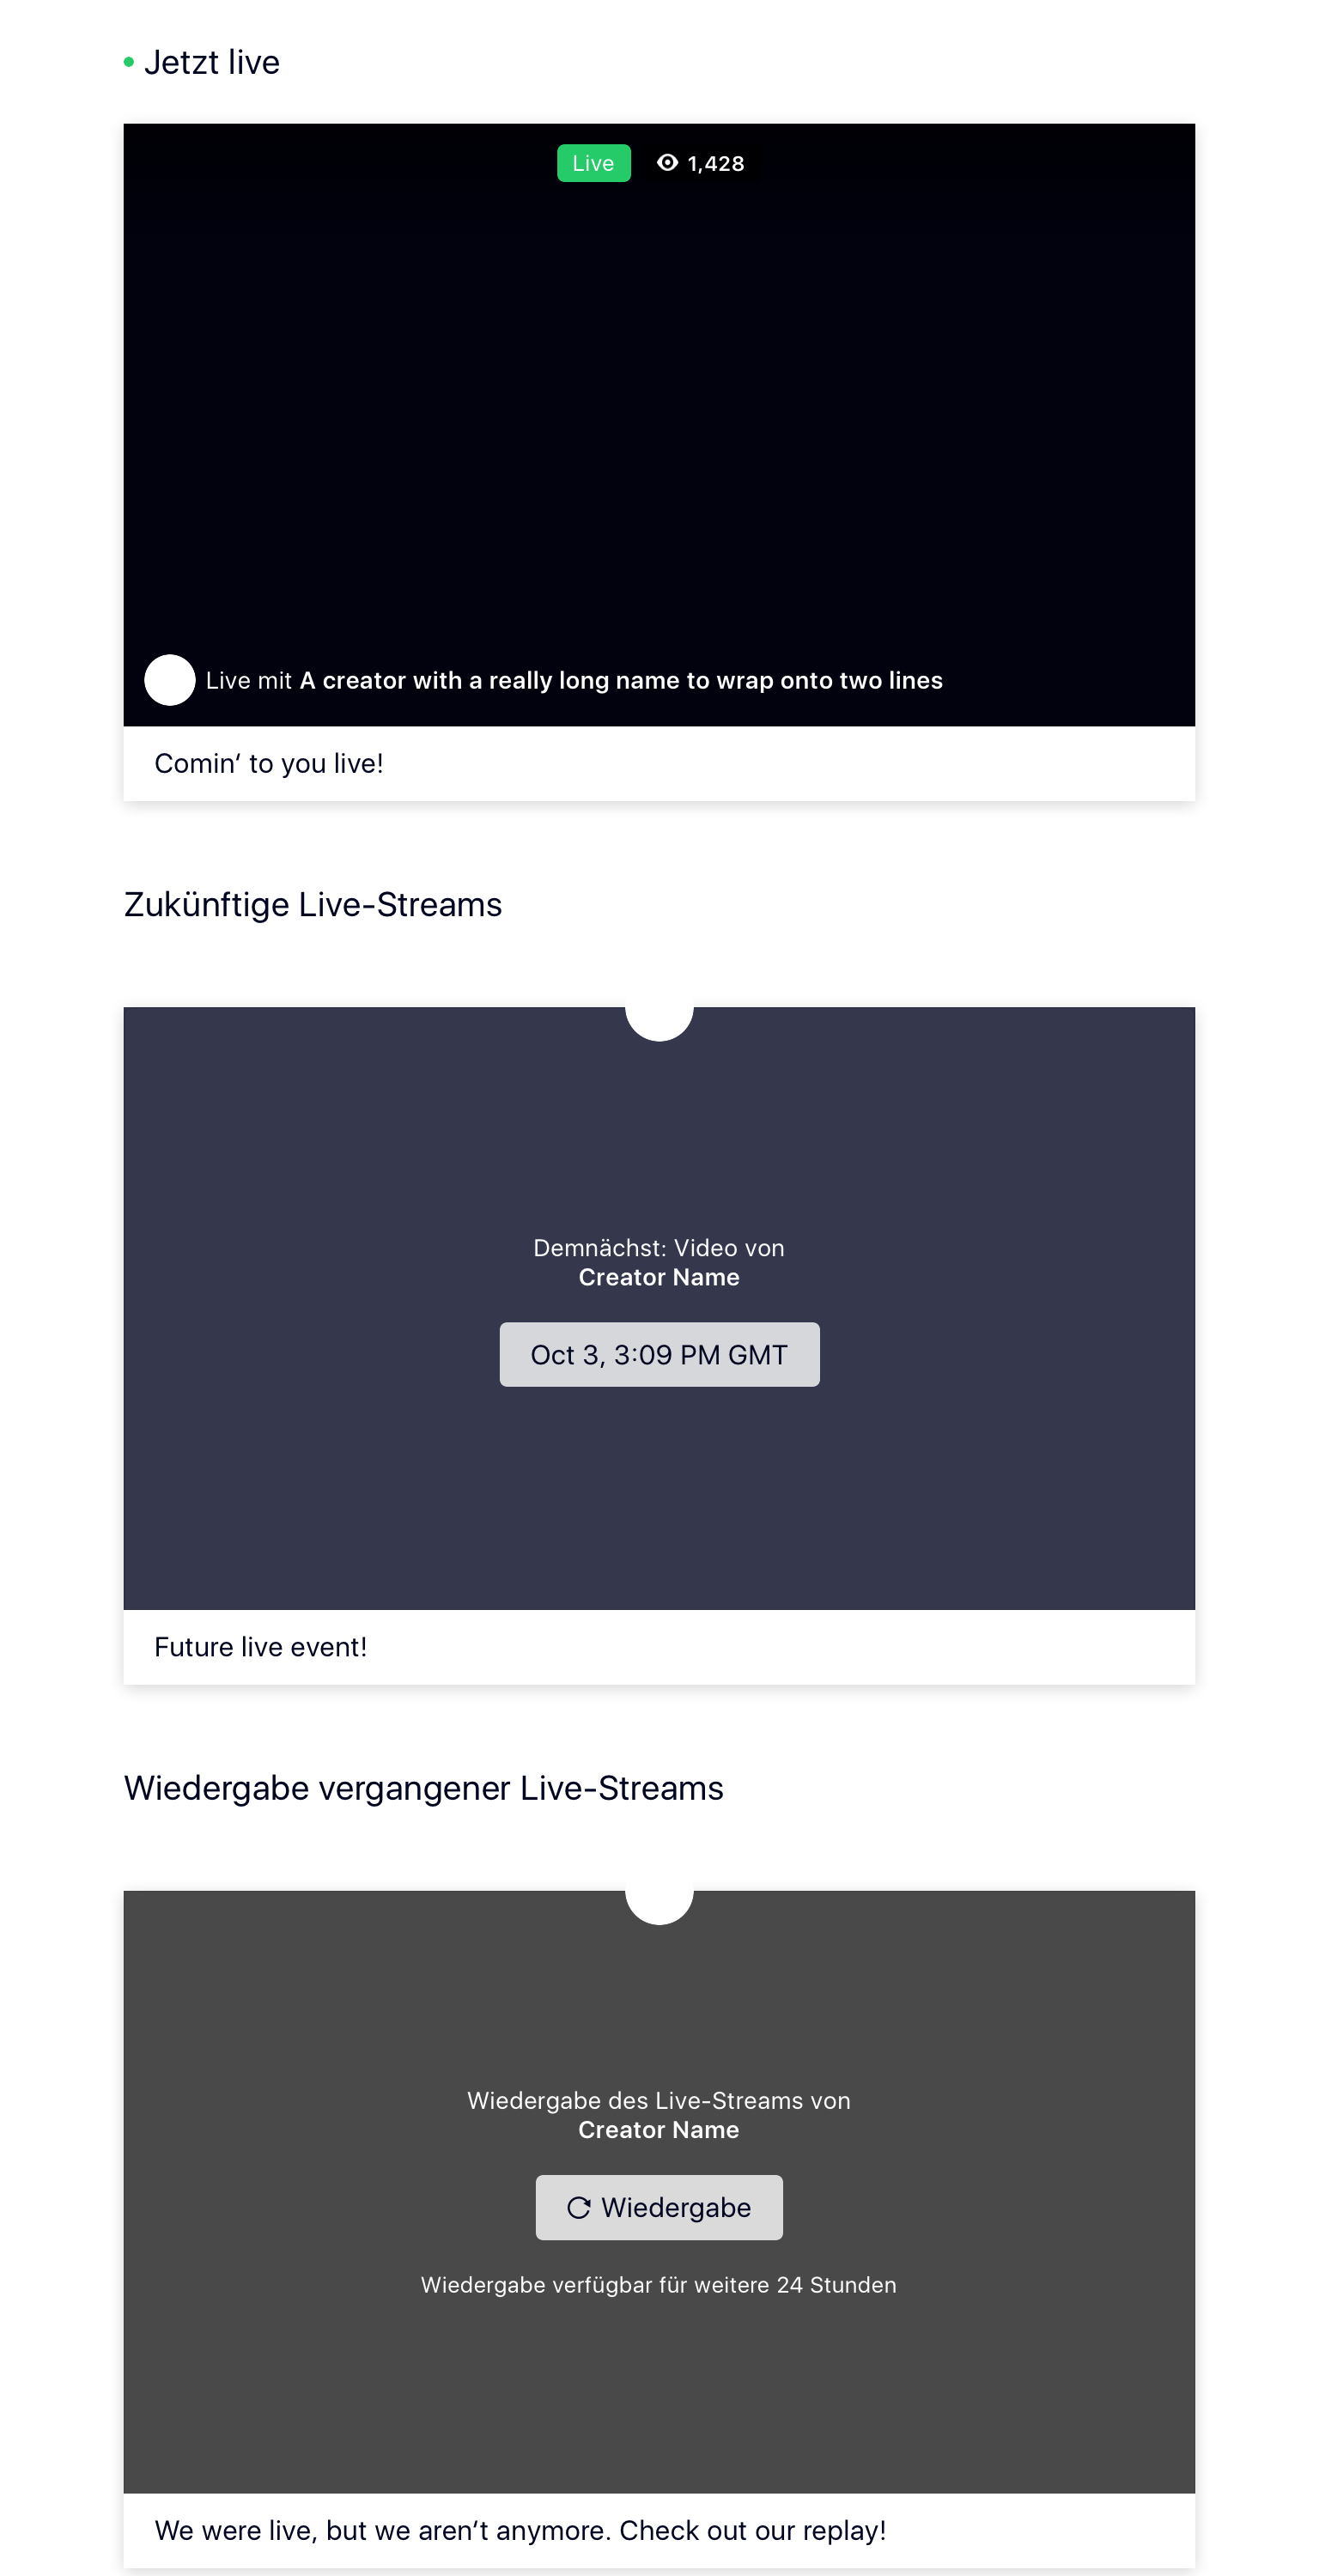 Jetzt live
Live 1,428
Live mit A creator with a really long name to wrap onto two lines
Comin‘ to you live!
Zukünftige Live-Streams
Demnächst: Video von
Creator Name
Oct 3, 3:09 PM GMT
Future live event!
Wiedergabe vergangener Live-Streams
Wiedergabe des Live-Streams von
Creator Name
Wiedergabe
Wiedergabe verfügbar für weitere 24 Stunden
We were live, but we aren’t anymore. Check out our replay!